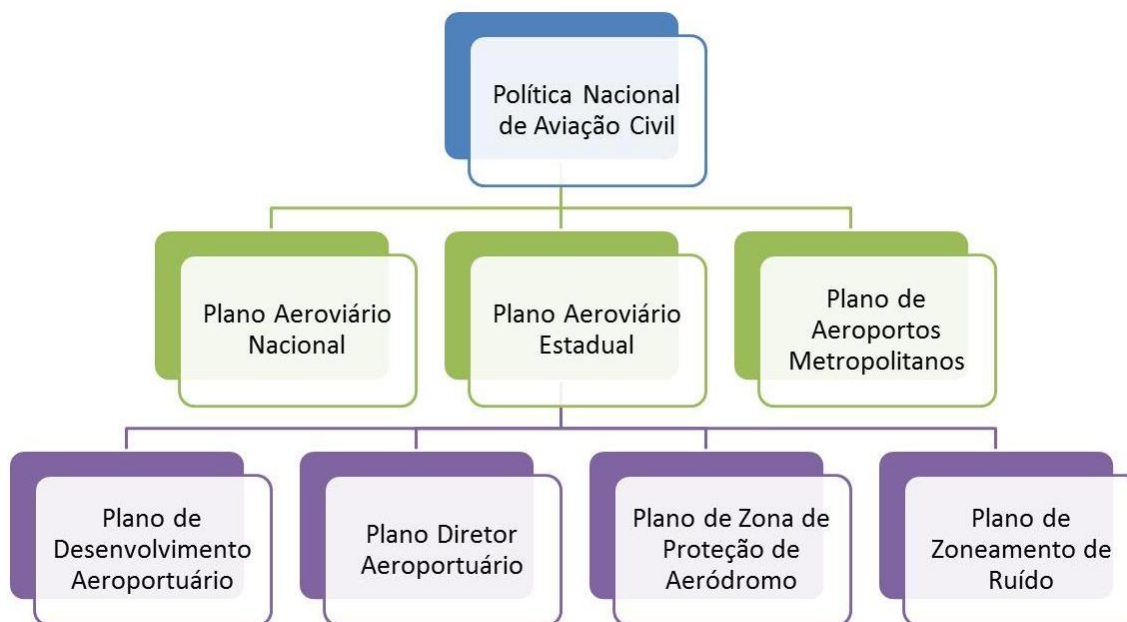 Política Nacional
de Aviação Civil
Plano Aeroviário
Nacional
Plano Aeroviário
Estadual
Plano de
Aeroportos
Metropolitanos
Plano de
Desenvolvimento
Aeroportuário
Plano Diretor
Aeroportuário
Plano de Zona de
Proteção de
Aeródromo
Plano de
Zoneamento de
Ruído